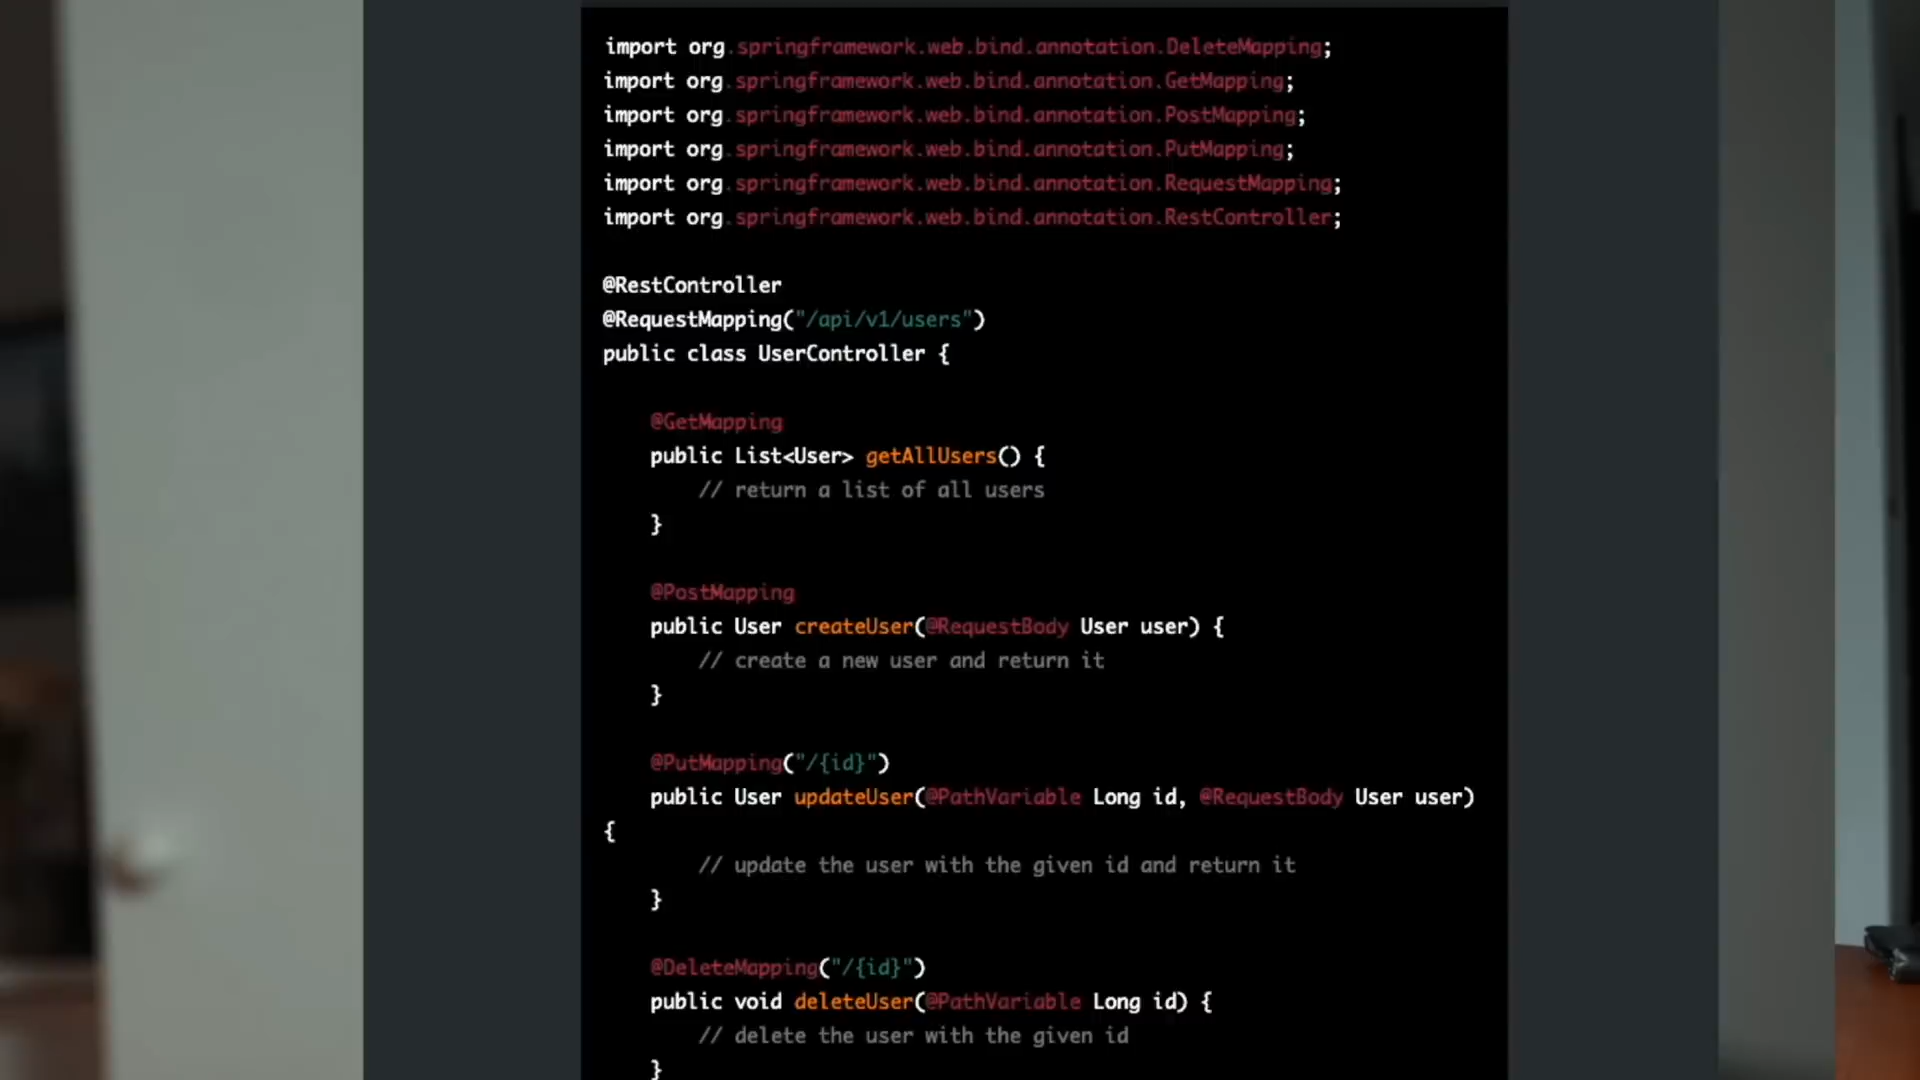 import org.springframework.web.bind.annotation.DeleteMapping;
import org.springframework.web.bind.annotation.GetMapping;
import org.springframework.web.bind.annotation.PostMapping;
import org.springframework.web.bind.annotation.PutMapping;
import org.springframework.web.bind.annotation.RequestMapping;
import org.springframework.web.bind.annotation.RestController;
@RestController
@RequestMapping("/api/v1/users")
public class UserController {
@GetMapping
public List<User> getAllUsers() {
// return a list of all users
}
@PostMapping
public User createUser(@RequestBody User user) {
// create a new user and return it
}
@PutMapping("/{id}")
public User updateUser(@PathVariable Long id, @RequestBody User user)
{
// update the user with the given id and return it
}
@DeleteMapping("/{id}")
public void deleteUser(@PathVariable Long id) {
// delete the user with the given id
}